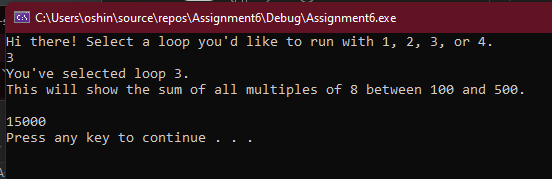 C:\Users\oshin\source\repos\Assignment6\Debug\Assignment6.exe
Hi there! Select a loop you'd like to run with 1, 2, 3, or 4.
3
You've selected loop 3.
This will show the sum of all multiples of 8 between 100 and 500.
15000
Press any key to continue . . .